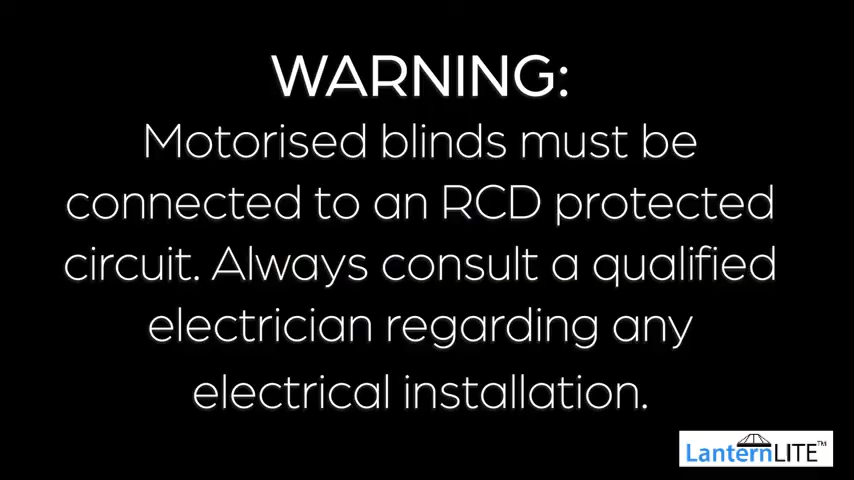 WARNING:
Motorised blinds must be
connected to an RCD protected
circuit. Always consult a qualified
electrician regarding any
electrical installation.
LanternLITE™